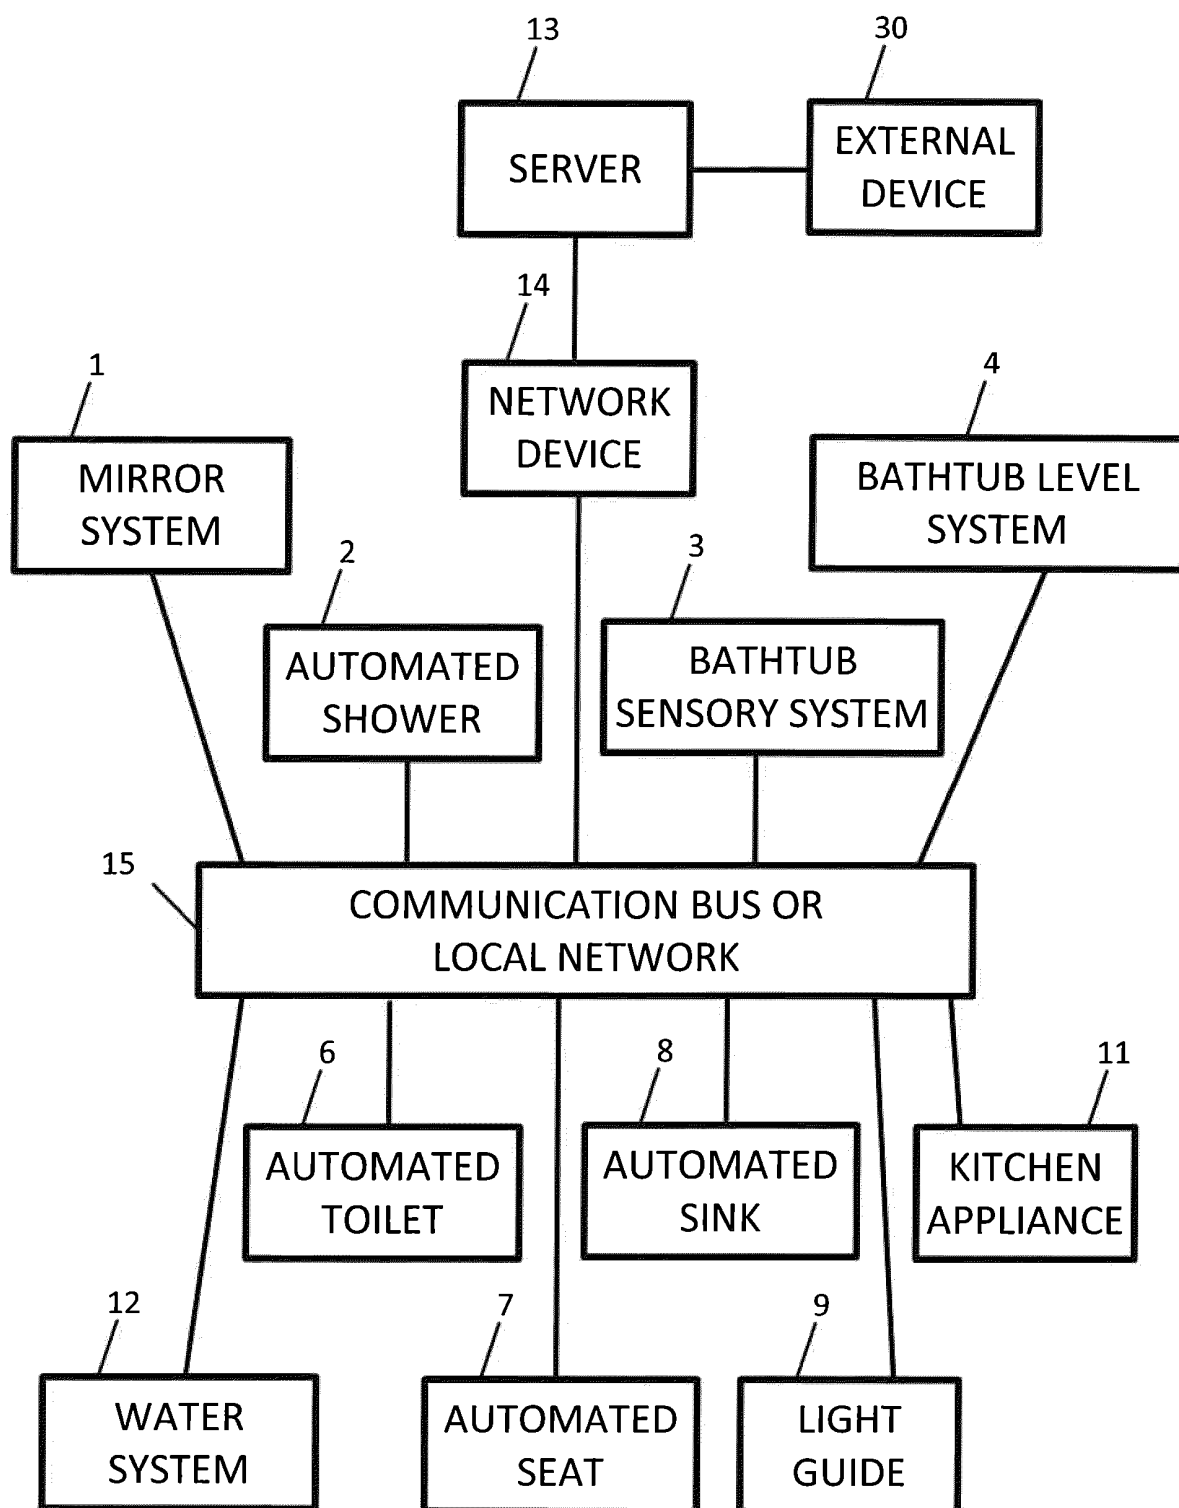 13
30
SERVER
EXTERNAL
DEVICE
14
1
4
NETWORK
DEVICE
MIRROR
SYSTEM
BATHTUB LEVEL
SYSTEM
2
3
AUTOMATED
SHOWER
BATHTUB
SENSORY SYSTEM
15
COMMUNICATION BUS OR
LOCAL NETWORK
6
8
11
AUTOMATED
TOILET
AUTOMATED
SINK
KITCHEN
APPLIANCE
12
7
9
WATER
SYSTEM
AUTOMATED
SEAT
LIGHT
GUIDE